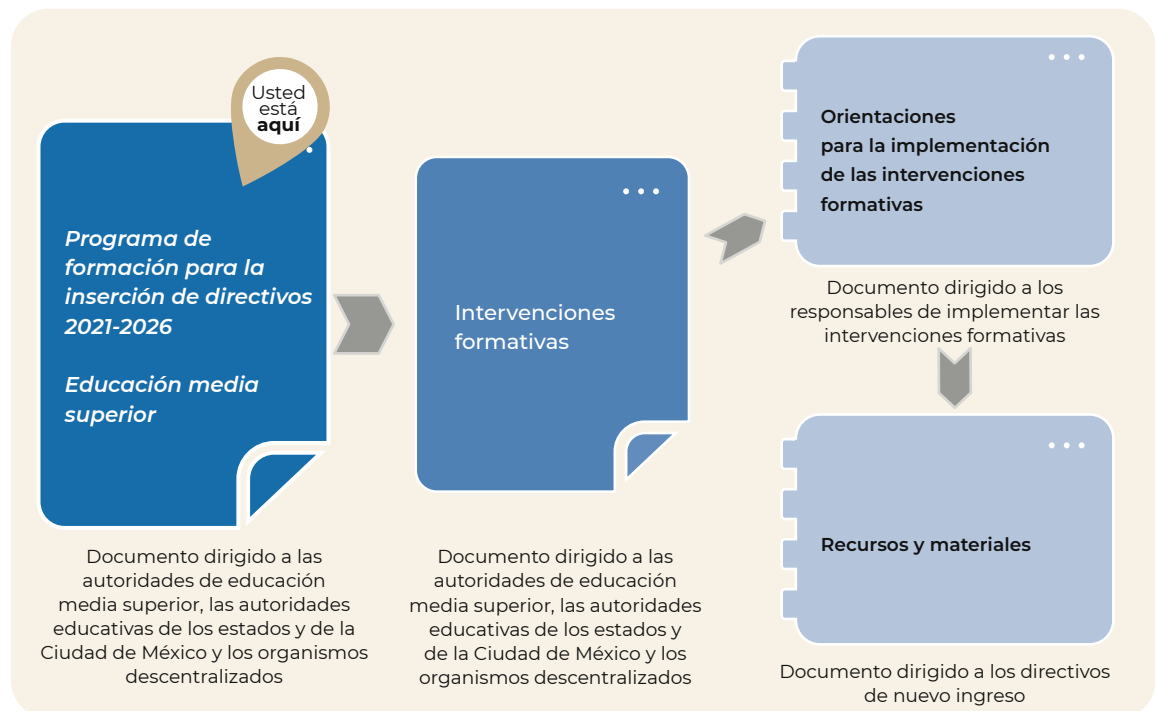 Usted
está
aquí
Programa de
formación para la
inserción de directivos
2021-2026
Educación media
superior
Documento dirigido a las
autoridades de educación
media superior, las autoridades
educativas de los estados y de la
Ciudad de México y los organismos
descentralizados
Intervenciones
formativas
Documento dirigido a las
autoridades de educación
media superior, las autoridades
educativas de los estados y
de la Ciudad de México y los
organismos descentralizados
Orientaciones
para la implementación
de las intervenciones
formativas
Documento dirigido a los
responsables de implementar las
intervenciones formativas
Recursos y materiales
Documento dirigido a los directivos
de nuevo ingreso